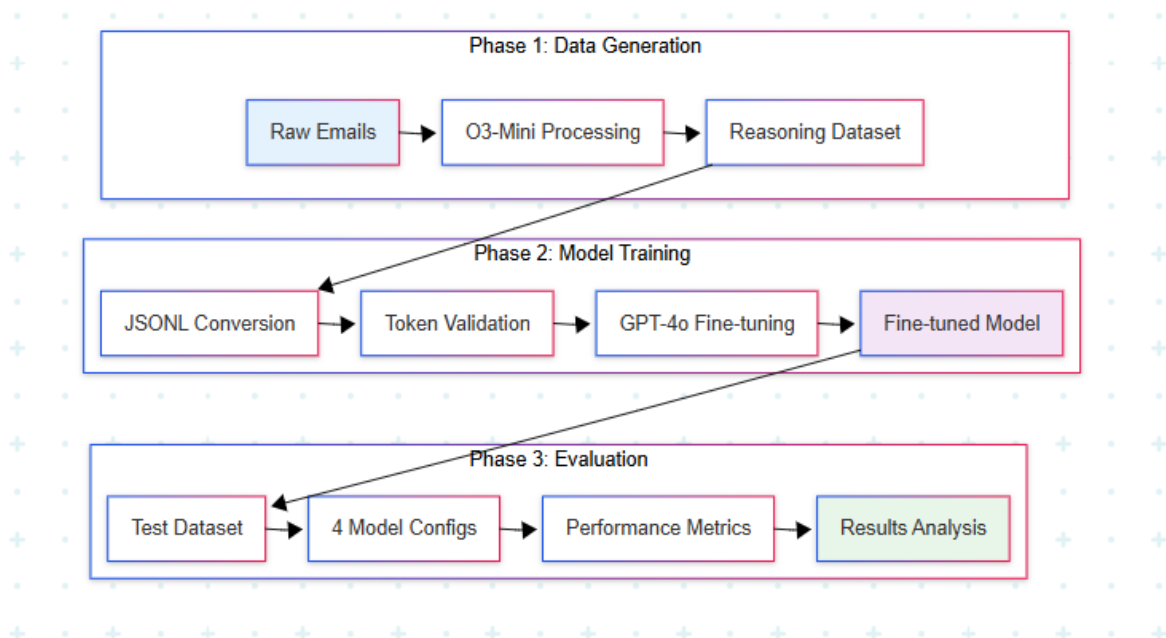 Phase 1: Data Generation
Raw Emails
O3-Mini Processing
Reasoning Dataset
Phase 2: Model Training
JSONL Conversion
Token Validation
GPT-4o Fine-tuning
Fine-tuned Model
Phase 3: Evaluation
Test Dataset
4 Model Configs
Performance Metrics
Results Analysis